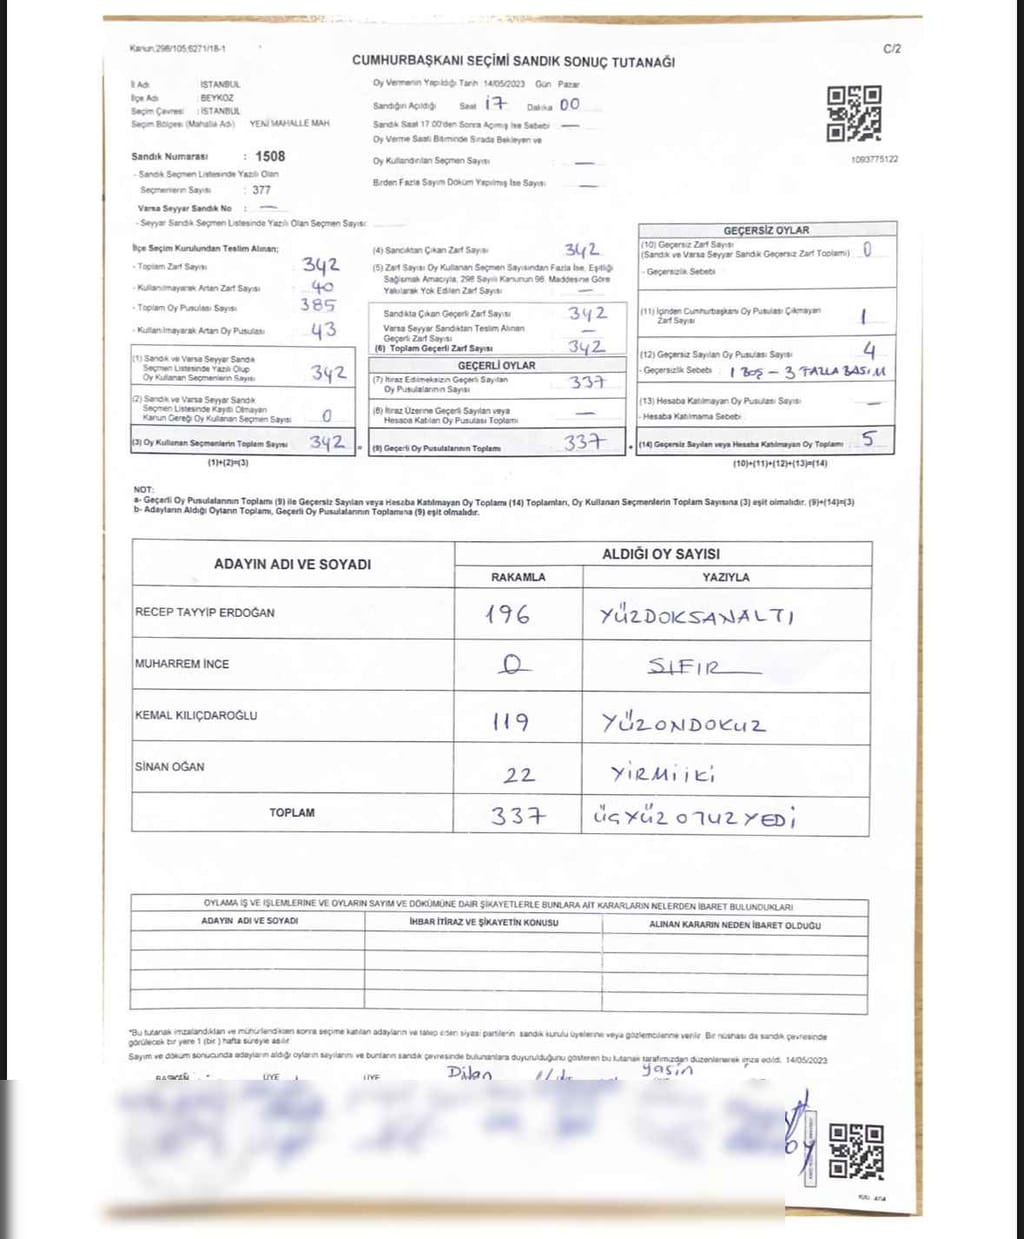 Kanun;298/105;6271/18-1
C/2
CUMHURBAŞKANI SEÇİMİ SANDIK SONUÇ TUTANAĞI
İl Adı İSTANBUL
İlçe Adı BEYKOZ
Seçim Çevresi : İSTANBUL
Seçim Bölgesi (Mahalle Adı) YENİ MAHALLE MAH
Sandık Numarası : 1508
- Sandık Seçmen Listesinde Yazılı Olan
Seçmenlerin Sayısı : 377
Varsa Seyyar Sandık No : —
- Seyyar Sandık Seçmen Listesinde Yazılı Olan Seçmen Sayısı:
Oy Vermenin Yapıldığı Tarih 14/05/2023 Gün Pazar
Sandığın Açıldığı Saat 17 Dakika 00
Sandık Saat 17.00'den Sonra Açılmış İse Sebebi —
Oy Verme Saati Bitiminde Sırada Bekleyen ve
Oy Kullandırılan Seçmen Sayısı —
Birden Fazla Sayım Döküm Yapılmış İse Sayısı —
1093775122
İlçe Seçim Kurulundan Teslim Alınan;
- Toplam Zarf Sayısı 342
- Kullanılmayarak Artan Zarf Sayısı 40
- Toplam Oy Pusulası Sayısı 385
- Kullanılmayarak Artan Oy Pusulası 43
(1) Sandık ve Varsa Seyyar Sandık
Seçmen Listesinde Yazılı Olup
Oy Kullanan Seçmenlerin Sayısı 342
(2) Sandık ve Varsa Seyyar Sandık
Seçmen Listesinde Kayıtlı Olmayan
Kanun Gereği Oy Kullanan Seçmen Sayısı 0
(3) Oy Kullanan Seçmenlerin Toplam Sayısı 342 =
(1)+(2)=(3)
(4) Sandıktan Çıkan Zarf Sayısı 342
(5) Zarf Sayısı Oy Kullanan Seçmen Sayısından Fazla İse, Eşitliği
Sağlamak Amacıyla, 298 Sayılı Kanunun 98. Maddesine Göre
Yakılarak Yok Edilen Zarf Sayısı —
Sandıkta Çıkan Geçerli Zarf Sayısı 342
Varsa Seyyar Sandıktan Teslim Alınan
Geçerli Zarf Sayısı —
(6) Toplam Geçerli Zarf Sayısı 342
GEÇERLİ OYLAR
(7) İtiraz Edilmeksizin Geçerli Sayılan
Oy Pusulalarının Sayısı 337
(8) İtiraz Üzerine Geçerli Sayılan veya
Hesaba Katılan Oy Pusulası Toplamı —
(9) Geçerli Oy Pusulalarının Toplamı 337 +
GEÇERSİZ OYLAR
(10) Geçersiz Zarf Sayısı
(Sandık ve Varsa Seyyar Sandık Geçersiz Zarf Toplamı) 0
- Geçersizlik Sebebi
(11) İçinden Cumhurbaşkanı Oy Pusulası Çıkmayan
Zarf Sayısı 1
(12) Geçersiz Sayılan Oy Pusulası Sayısı 4
- Geçersizlik Sebebi : 1 BOŞ - 3 FAZLA BASIM
(13) Hesaba Katılmayan Oy Pusulası Sayısı —
- Hesaba Katılmama Sebebi
(14) Geçersiz Sayılan veya Hesaba Katılmayan Oy Toplamı : 5
(10)+(11)+(12)+(13)=(14)
NOT:
a- Geçerli Oy Pusulalarının Toplamı (9) ile Geçersiz Sayılan veya Hesaba Katılmayan Oy Toplamı (14) Toplamları, Oy Kullanan Seçmenlerin Toplam Sayısına (3) eşit olmalıdır. (9)+(14)=(3)
b- Adayların Aldığı Oyların Toplamı, Geçerli Oy Pusulalarının Toplamına (9) eşit olmalıdır.
ADAYIN ADI VE SOYADI
ALDIĞI OY SAYISI
RAKAMLA YAZIYLA
RECEP TAYYİP ERDOĞAN 196 YÜZDOKSANALTI
MUHARREM İNCE 0 SIFIR
KEMAL KILIÇDAROĞLU 119 YÜZONDOKUZ
SİNAN OĞAN 22 YİRMİİKİ
TOPLAM 337 ÜÇYÜZOTUZYEDİ
OYLAMA İŞ VE İŞLEMLERİNE VE OYLARIN SAYIM VE DÖKÜMÜNE DAİR ŞİKAYETLERLE BUNLARA AİT KARARLARIN NELERDEN İBARET BULUNDUKLARI
ADAYIN ADI VE SOYADI İHBAR İTİRAZ VE ŞİKAYETİN KONUSU ALINAN KARARIN NEDEN İBARET OLDUĞU
*Bu tutanak imzalandıktan ve mühürlendikten sonra seçime katılan adayların ve talep eden siyasi partilerin sandık kurulu üyelerine veya gözlemcilerine verilir. Bir nüshası da sandık çevresinde
görülecek bir yere 1 (bir) hafta süreyle asılır.
Sayım ve döküm sonucunda adayların aldığı oyların sayılarını ve bunların sandık çevresinde bulunanlara duyurulduğunu gösteren bu tutanak tarafımızdan düzenlenerek imza edildi. 14/05/2023
BAŞKAN ÜYE ÜYE Dilan Yasin